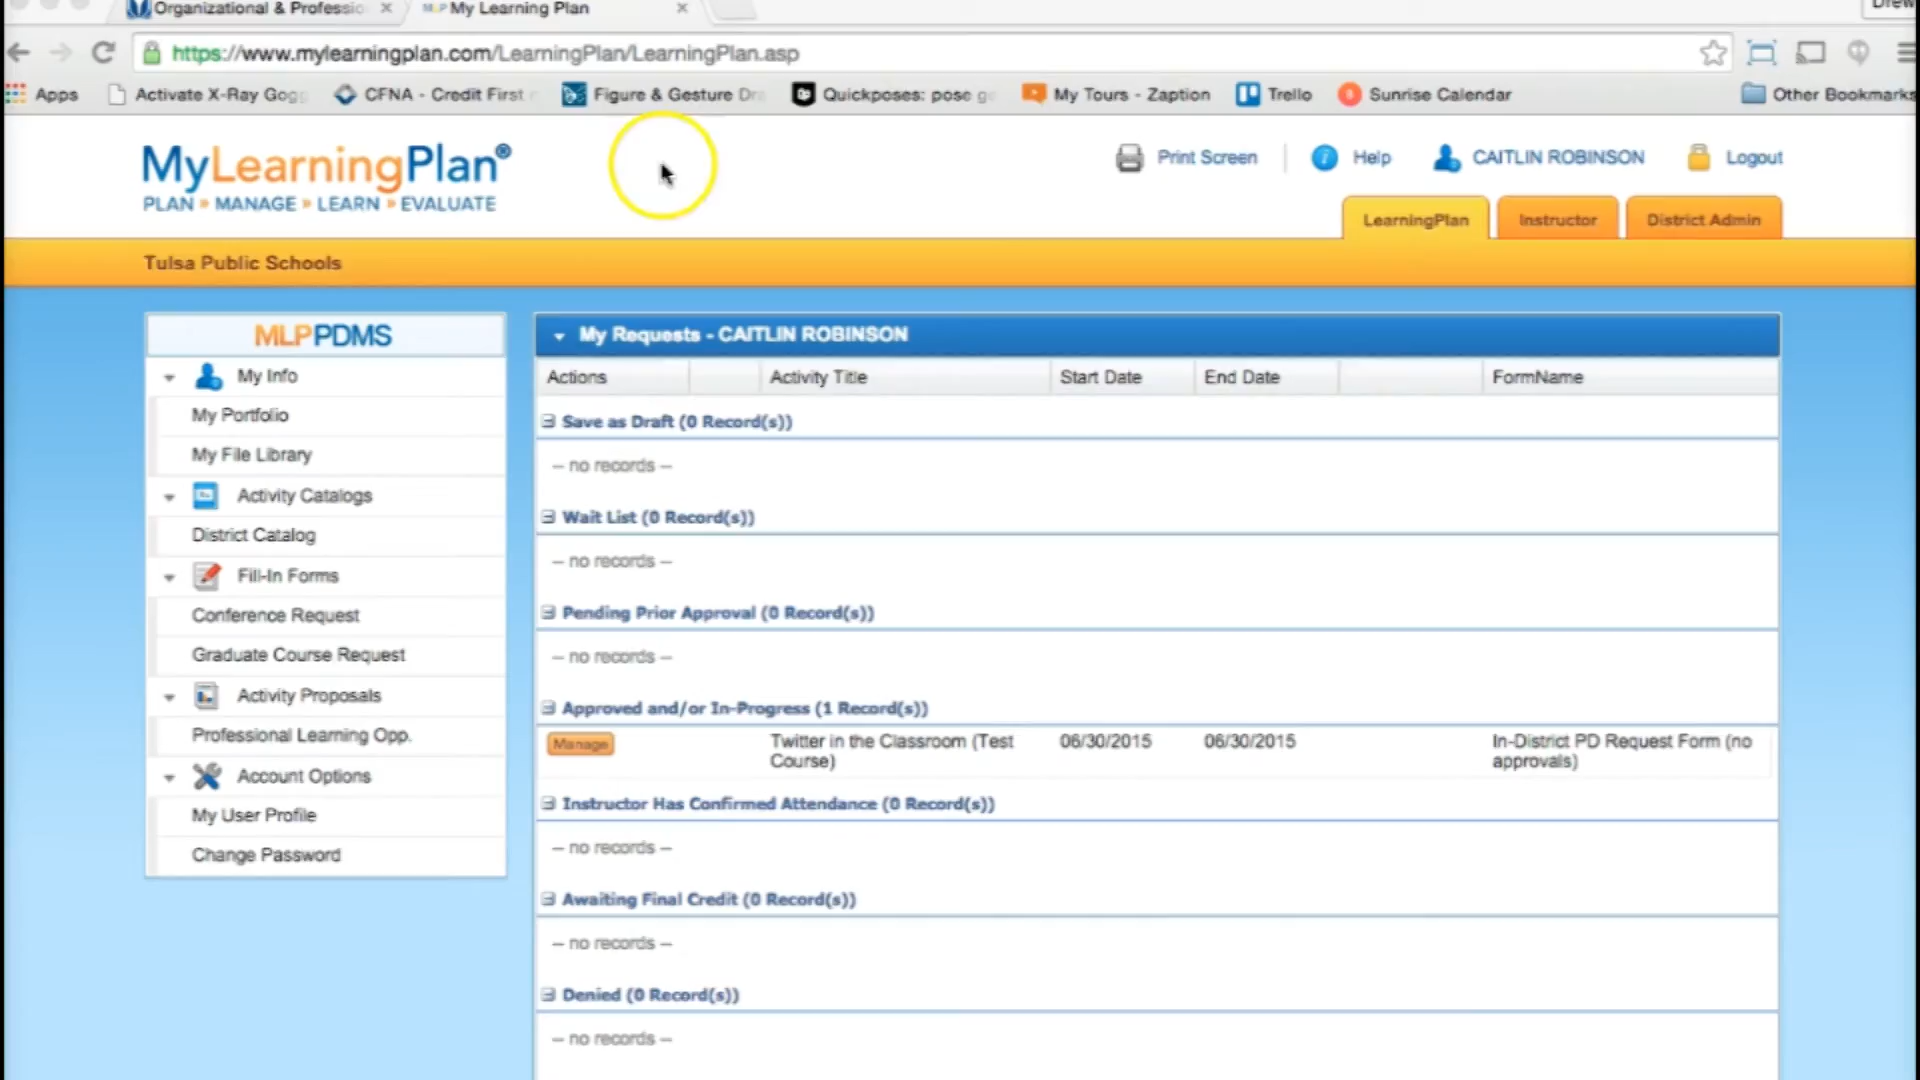 Organizational & Professio
MLP My Learning Plan
Drew
https://www.mylearningplan.com/LearningPlan/LearningPlan.asp
Apps
Activate X-Ray Gogg
CFNA - Credit First
Figure & Gesture Dra
Quickposes: pose ge
My Tours - Zaption
Trello
Sunrise Calendar
Other Bookmarks
MyLearningPlan®
PLAN » MANAGE » LEARN » EVALUATE
Print Screen
Help
CAITLIN ROBINSON
Logout
LearningPlan
Instructor
District Admin
Tulsa Public Schools
MLPPDMS
My Info
My Portfolio
My File Library
Activity Catalogs
District Catalog
Fill-In Forms
Conference Request
Graduate Course Request
Activity Proposals
Professional Learning Opp.
Account Options
My User Profile
Change Password
My Requests - CAITLIN ROBINSON
Actions Activity Title Start Date End Date FormName
Save as Draft (0 Record(s))
-- no records --
Wait List (0 Record(s))
-- no records --
Pending Prior Approval (0 Record(s))
-- no records --
Approved and/or In-Progress (1 Record(s))
Manage Twitter in the Classroom (Test 06/30/2015 06/30/2015 In-District PD Request Form (no
Course) approvals)
Instructor Has Confirmed Attendance (0 Record(s))
-- no records --
Awaiting Final Credit (0 Record(s))
-- no records --
Denied (0 Record(s))
-- no records --